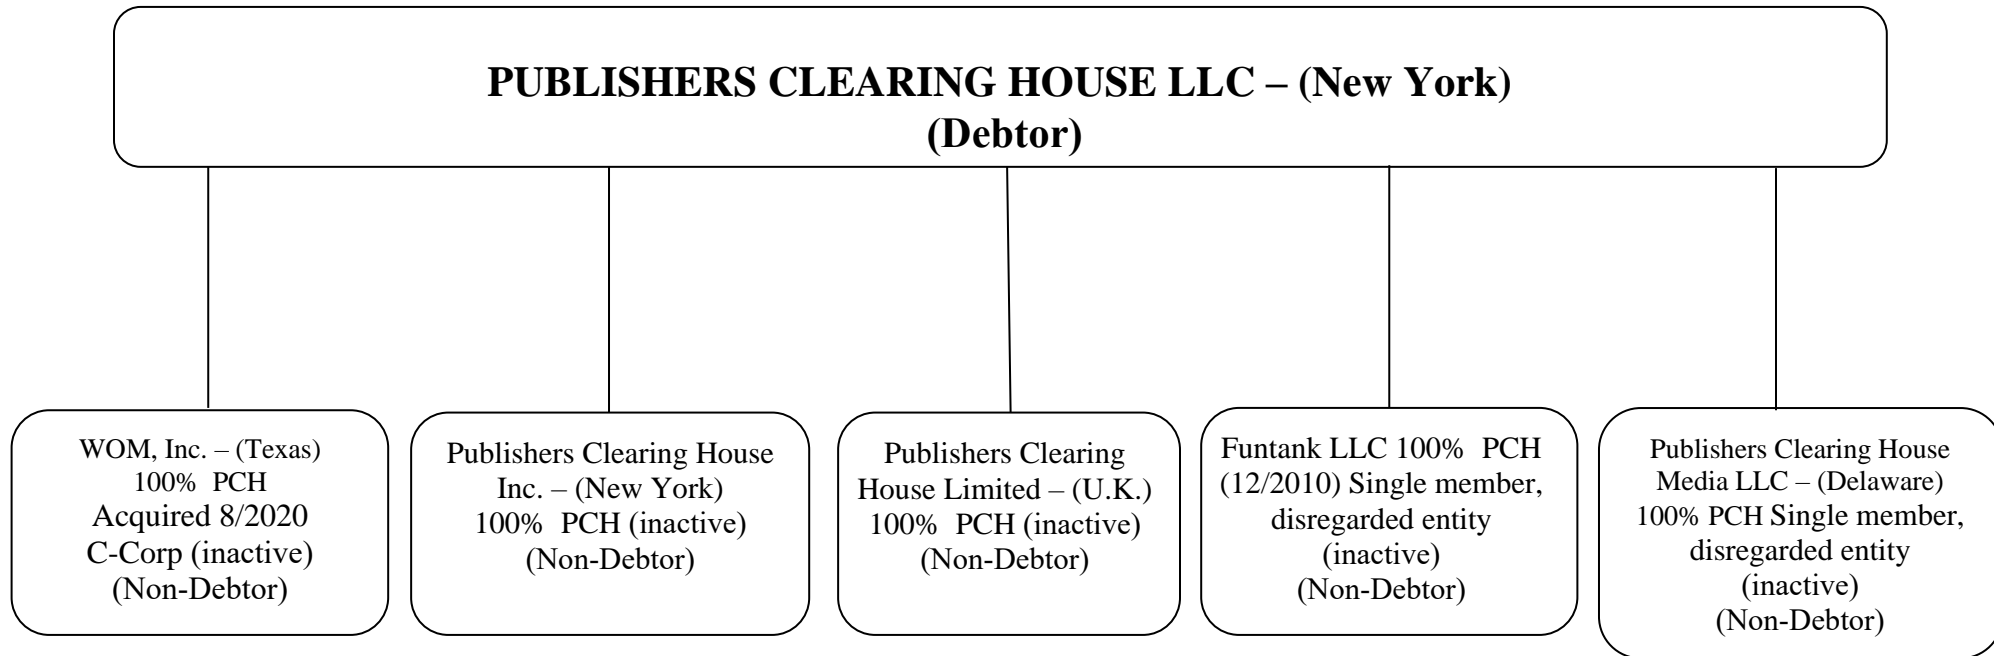 PUBLISHERS CLEARING HOUSE LLC – (New York)
(Debtor)
WOM, Inc. – (Texas)
100% PCH
Acquired 8/2020
C-Corp (inactive)
(Non-Debtor)
Publishers Clearing House
Inc. – (New York)
100% PCH (inactive)
(Non-Debtor)
Publishers Clearing
House Limited – (U.K.)
100% PCH (inactive)
(Non-Debtor)
Funtank LLC 100% PCH
(12/2010) Single member,
disregarded entity
(inactive)
(Non-Debtor)
Publishers Clearing House
Media LLC – (Delaware)
100% PCH Single member,
disregarded entity
(inactive)
(Non-Debtor)